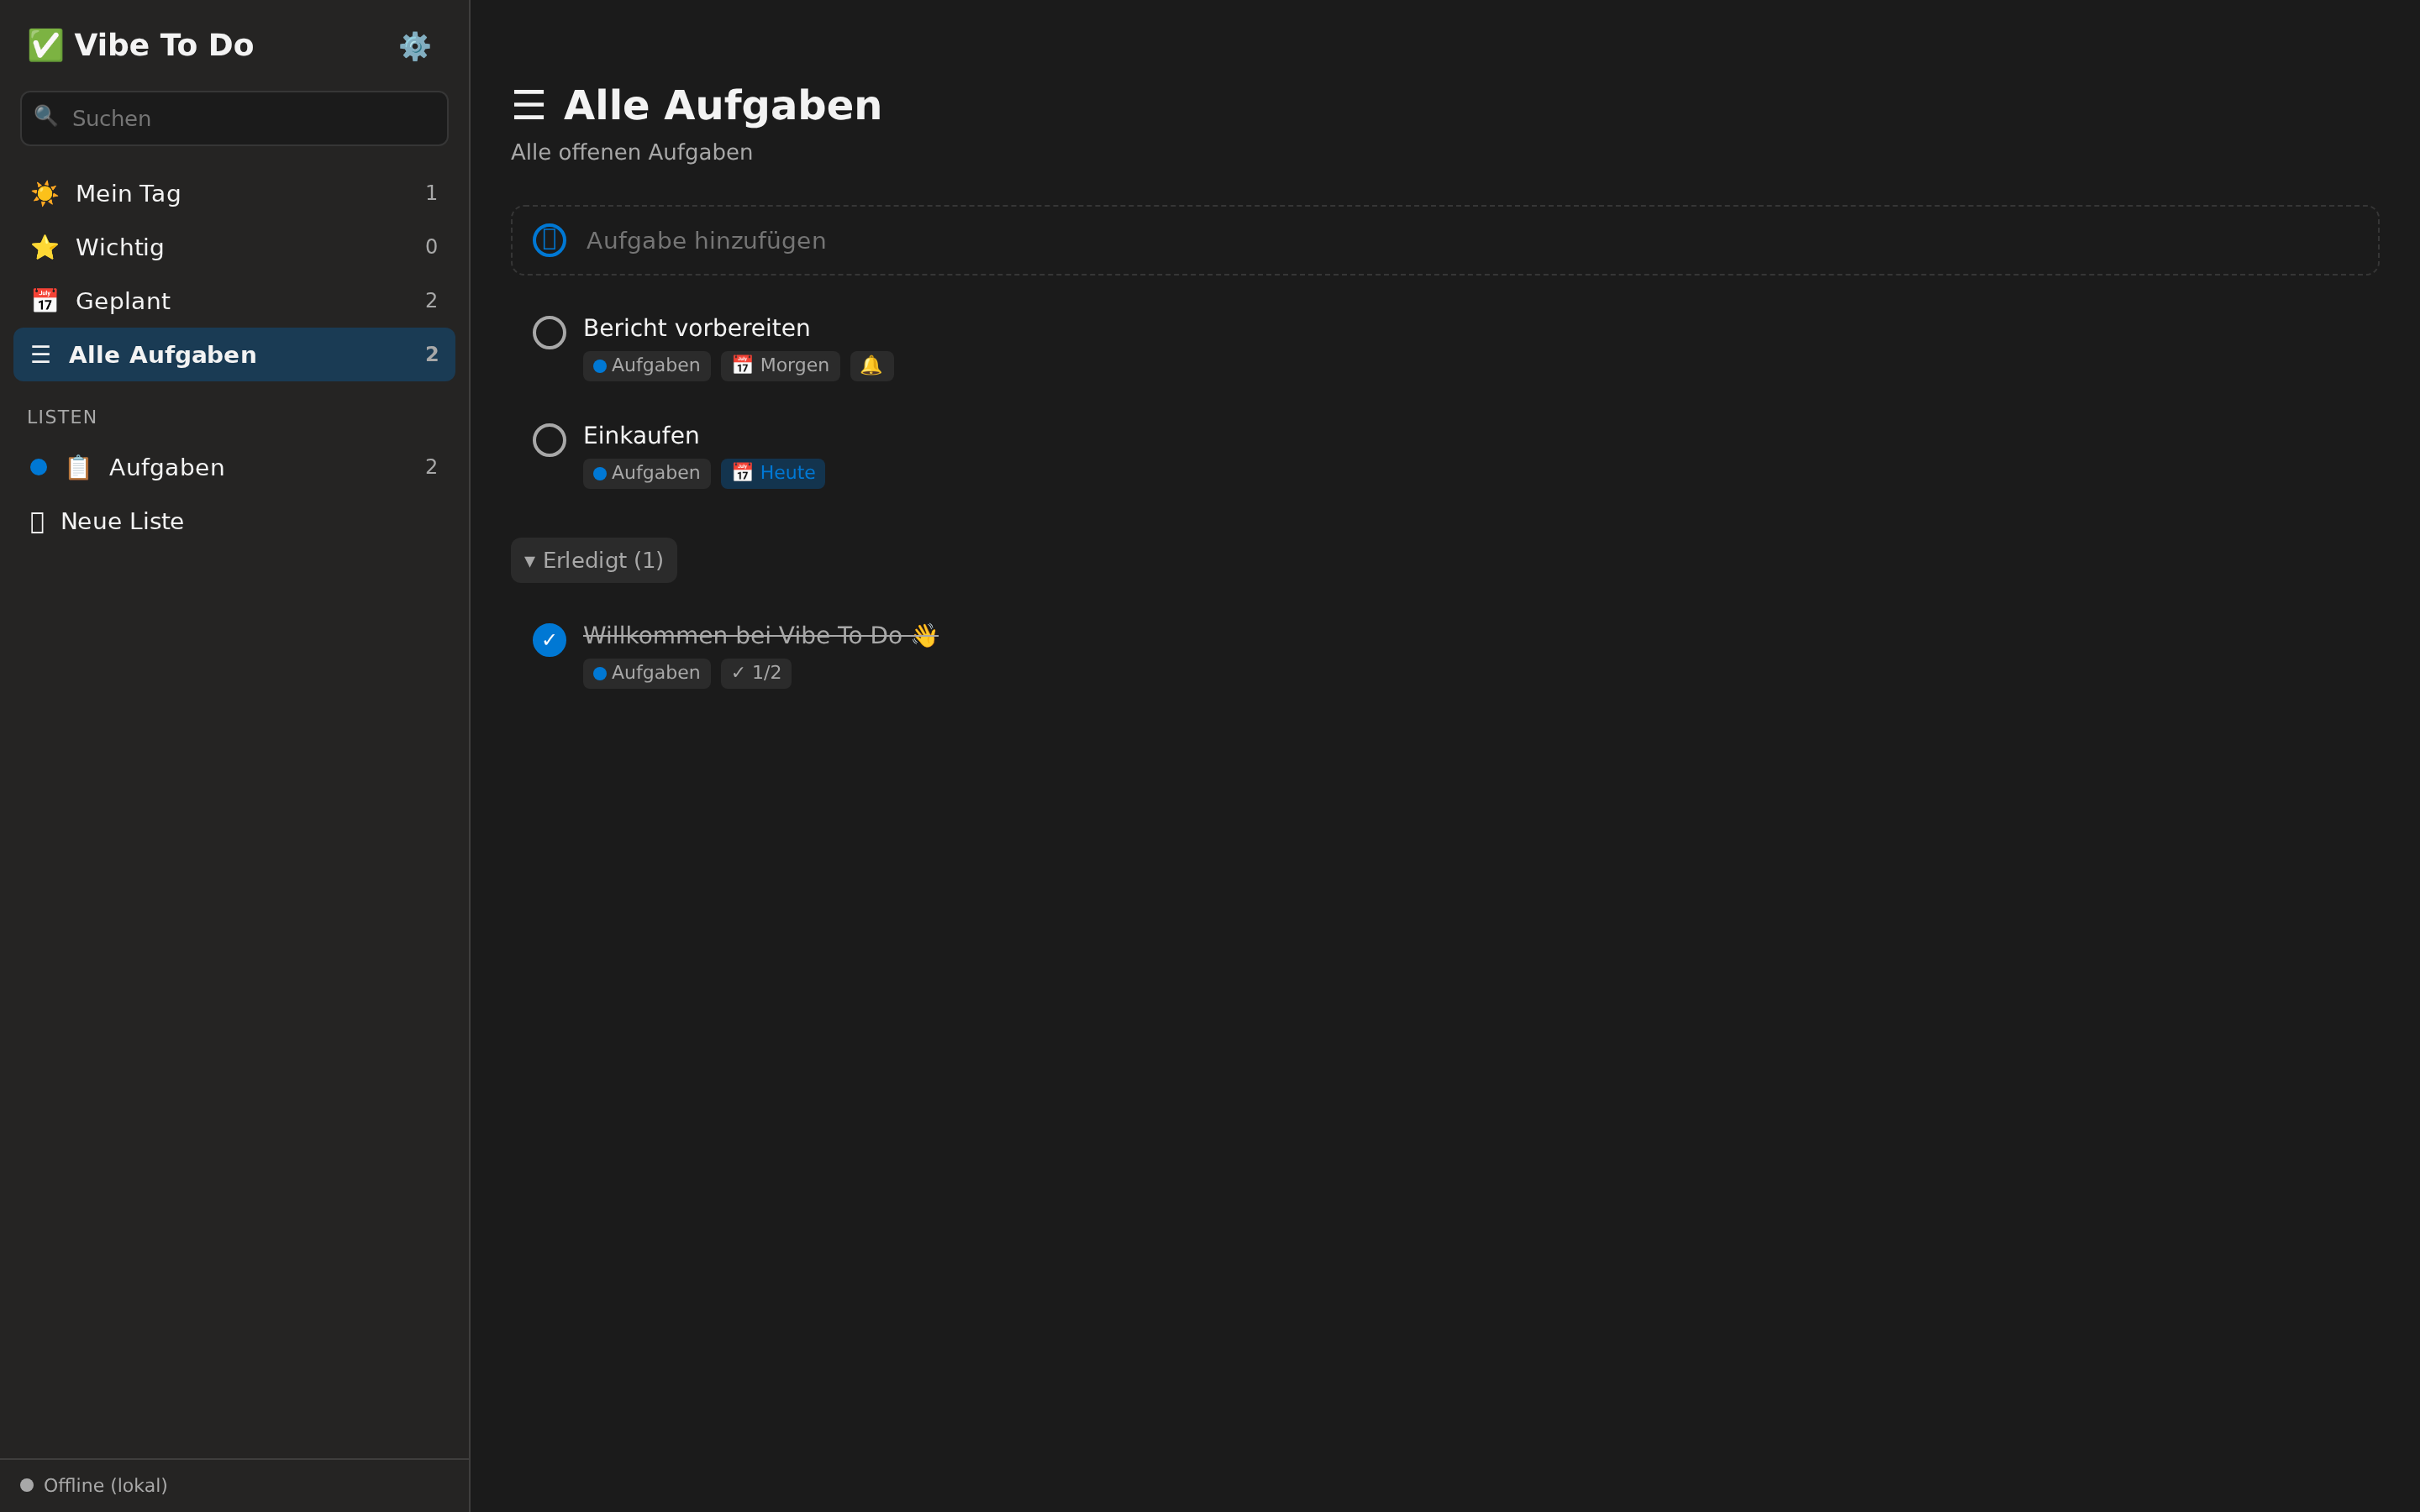 ✅ Vibe To Do ⚙️
🔍 Suchen
☀️ Mein Tag 1
⭐ Wichtig 0
📅 Geplant 2
☰ Alle Aufgaben 2
LISTEN
📋 Aufgaben 2
Neue Liste
Offline (lokal)
☰ Alle Aufgaben
Alle offenen Aufgaben
Aufgabe hinzufügen
Bericht vorbereiten
Aufgaben 📅 Morgen 🔔
Einkaufen
Aufgaben 📅 Heute
▾ Erledigt (1)
✓ Willkommen bei Vibe To Do 👋
Aufgaben ✓ 1/2